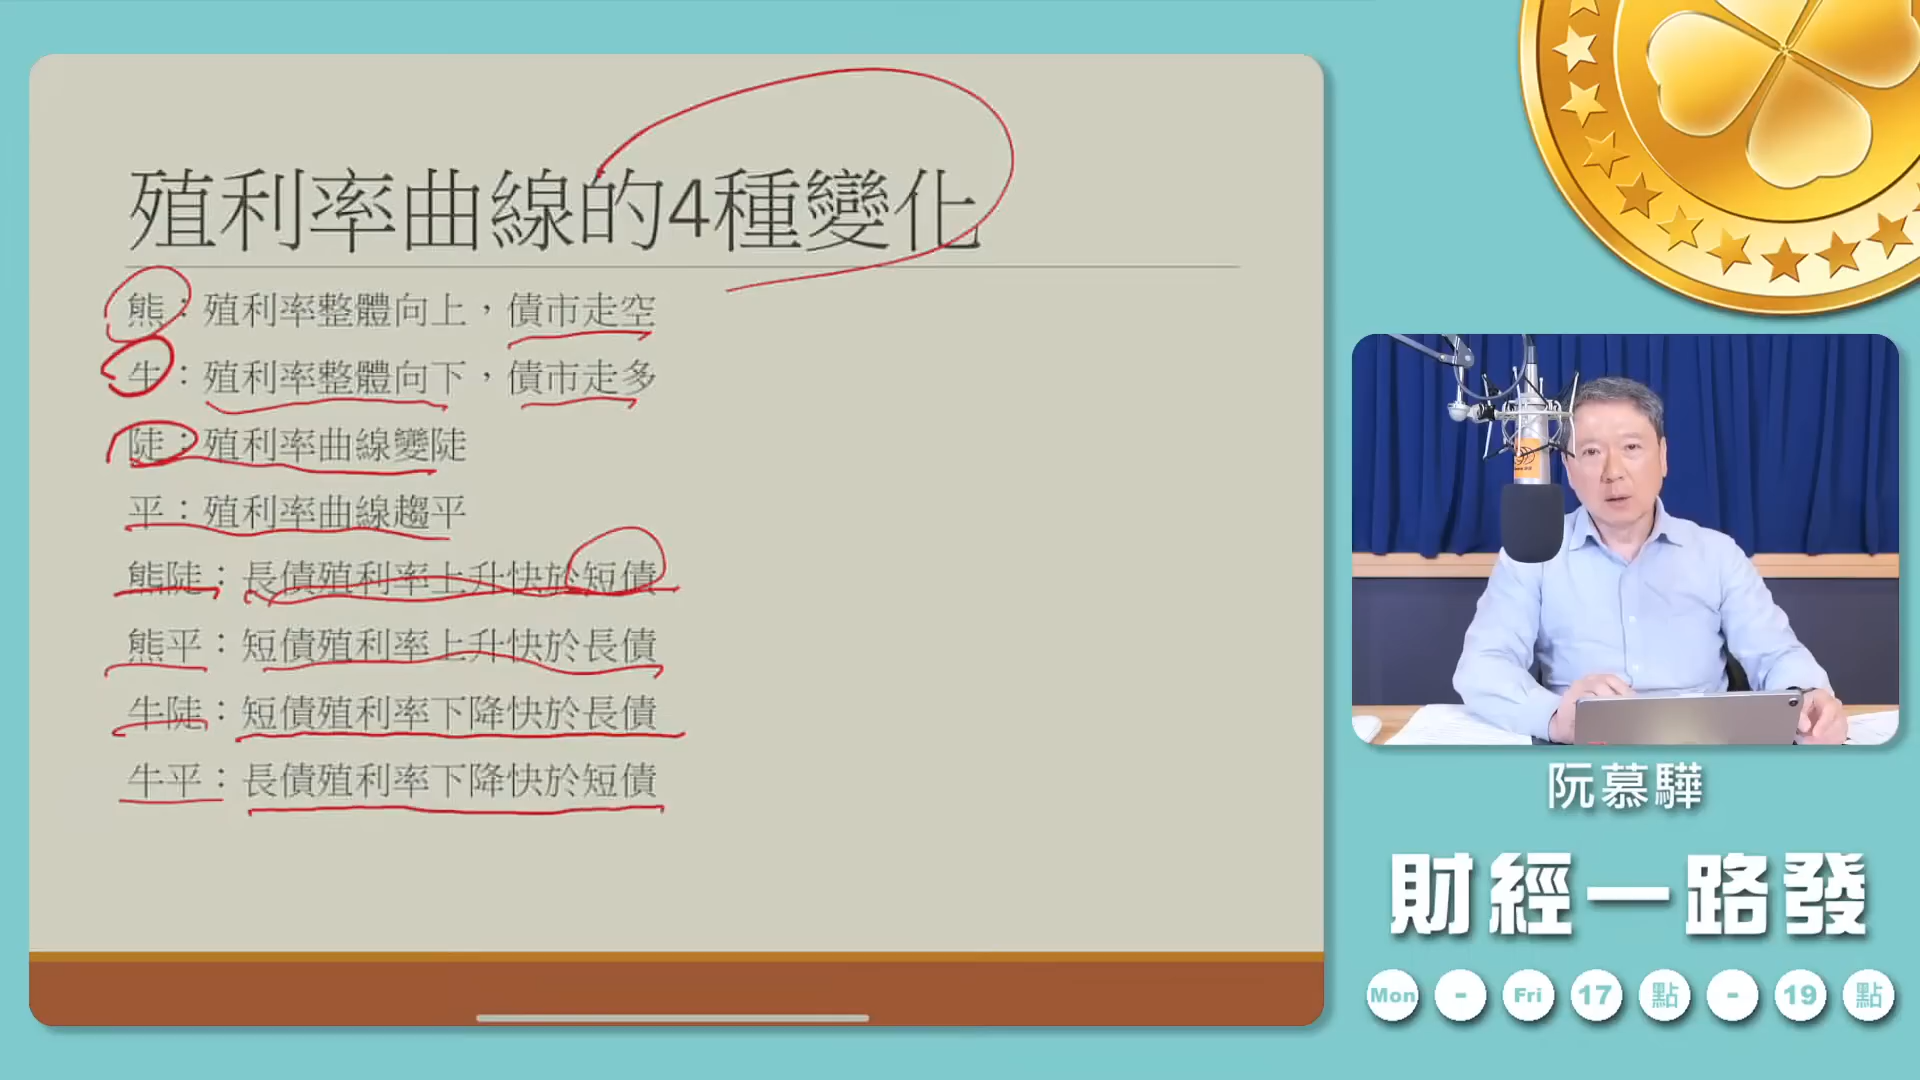 殖利率曲線的4種變化
熊：殖利率整體向上，債市走空
牛：殖利率整體向下，債市走多
陡：殖利率曲線變陡
平：殖利率曲線趨平
熊陡：長債殖利率上升快於短債
熊平：短債殖利率上升快於長債
牛陡：短債殖利率下降快於長債
牛平：長債殖利率下降快於短債
阮慕驊
財經一路發
Mon - Fri 17 點 - 19 點